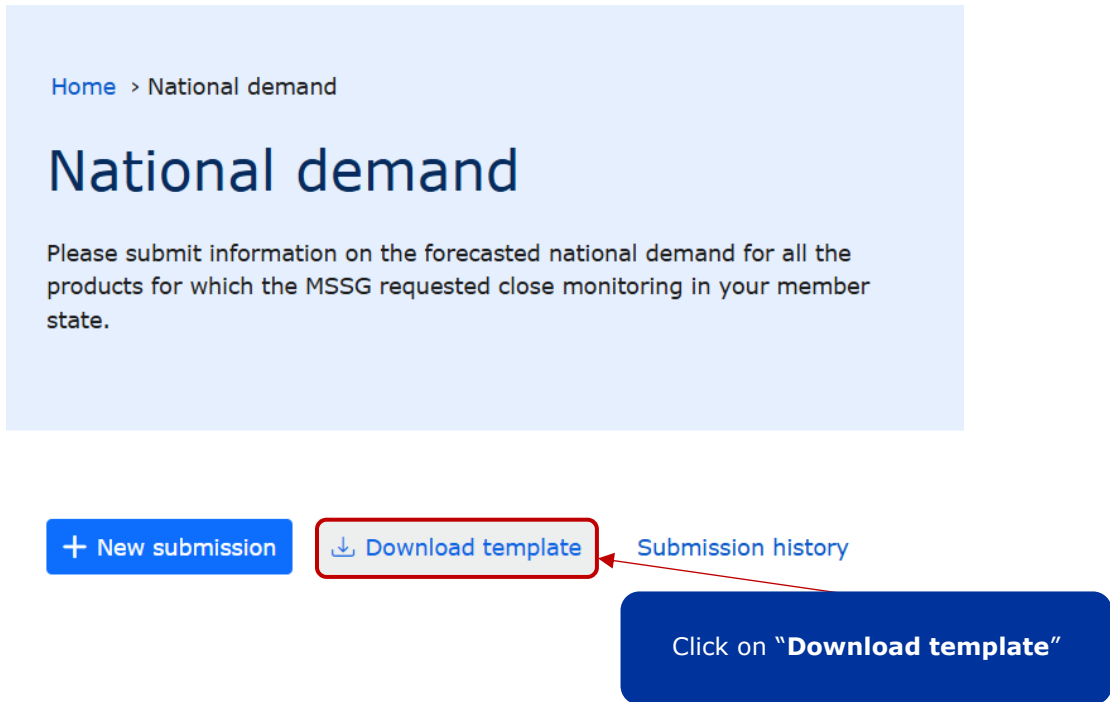 Home > National demand
National demand
Please submit information on the forecasted national demand for all the
products for which the MSSG requested close monitoring in your member
state.
+ New submission
Download template
Submission history
Click on “Download template”